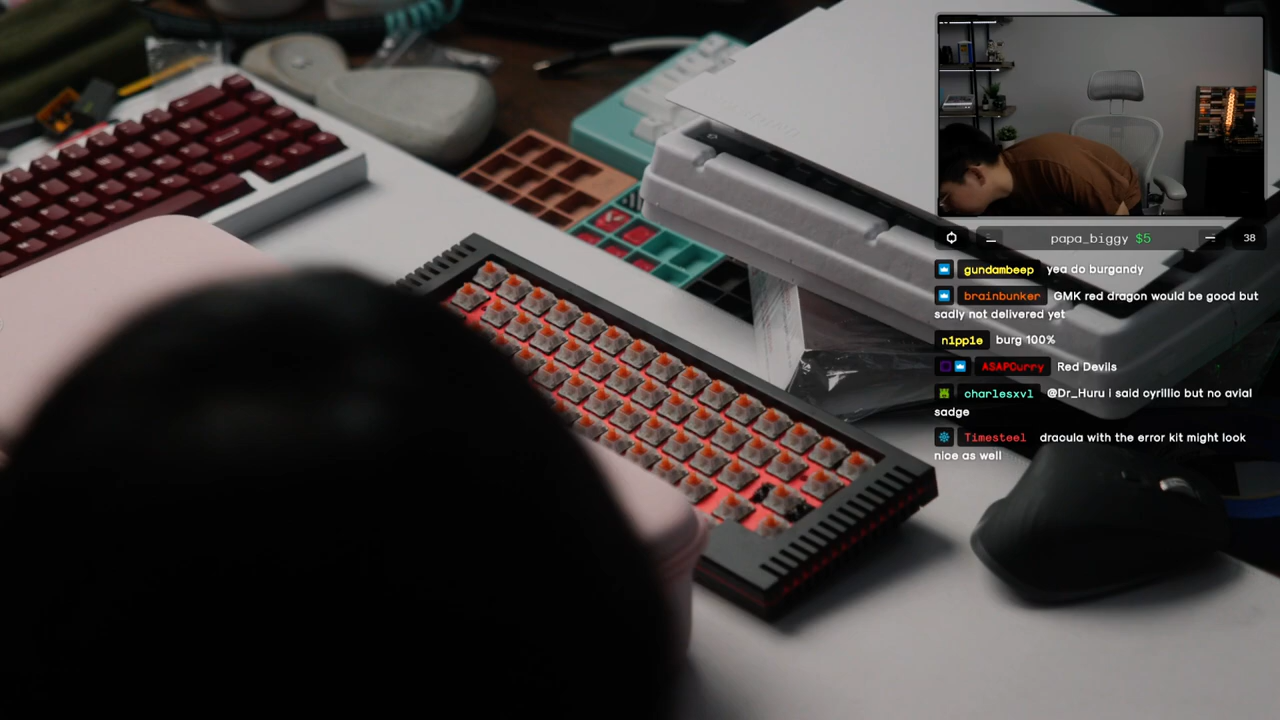 papa_biggy $5
38
gundambeep yea do burgandy
brainbunker GMK red dragon would be good but
sadly not delivered yet
n1pp1e burg 100%
ASAPCurry Red Devils
charlesxvl @Dr_Huru I said cyrillic but no avial
sadge
Timesteel dracula with the error kit might look
nice as well